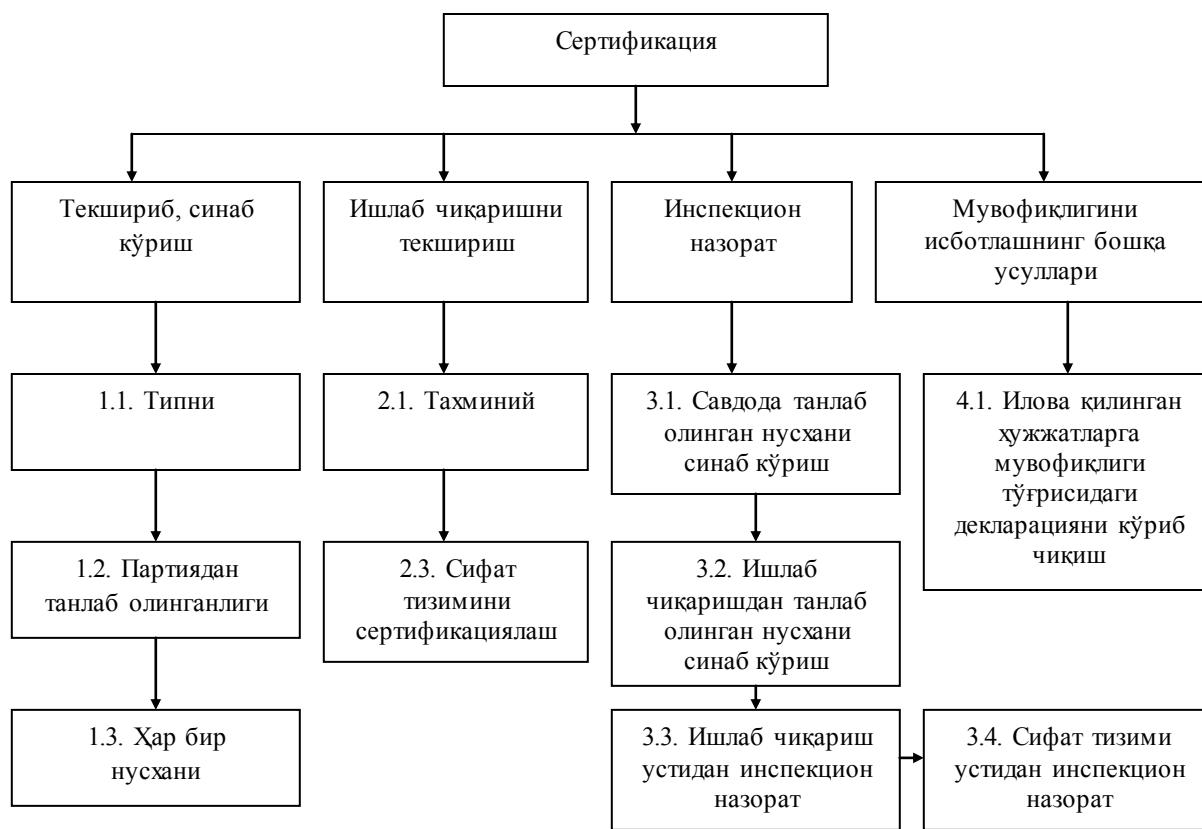 Сертификация
Текшириб, синаб
кўриш
Ишлаб чиқаришни
текшириш
Инспекцион
назорат
Мувофиқлигини
исботлашнинг бошқа
усуллари
1.1. Типни
2.1. Тахминий
3.1. Савдода танлаб
олинган нусхани
синаб кўриш
4.1. Илова қилинган
ҳужжатларга
мувофиқлиги
тўғрисидаги
декларацияни кўриб
чиқиш
1.2. Партиядан
танлаб олинганлиги
2.3. Сифат
тизимини
сертификациялаш
3.2. Ишлаб
чиқаришдан танлаб
олинган нусхани
синаб кўриш
1.3. Ҳар бир
нусхани
3.3. Ишлаб чиқариш
устидан инспекцион
назорат
3.4. Сифат тизими
устидан инспекцион
назорат